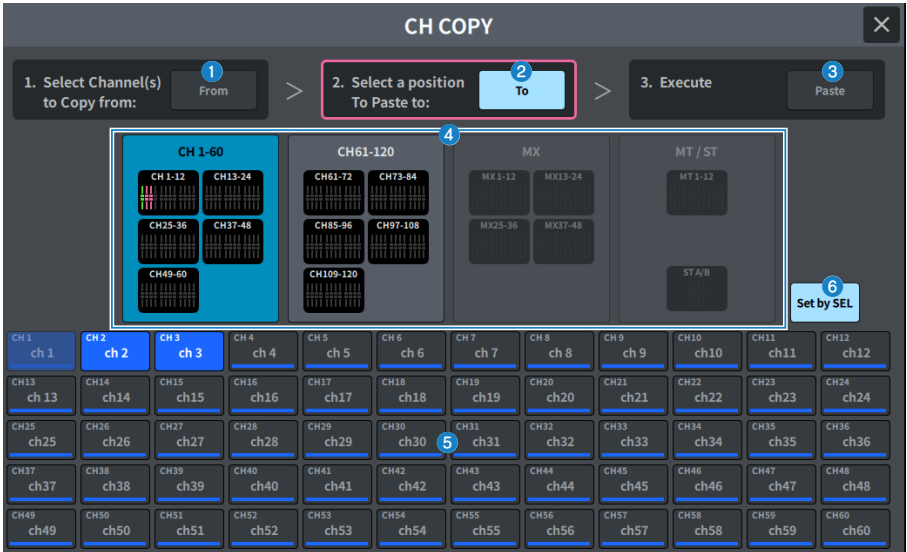 CH COPY
1. Select Channel(s)
to Copy from:
1
From
>
2. Select a position
To Paste to:
2
To
>
3. Execute
3
Paste
4
CH 1-60
CH 1-12 CH13-24
CH25-36 CH37-48
CH49-60
CH61-120
CH61-72 CH73-84
CH85-96 CH97-108
CH109-120
MX
MX1-12 MX13-24
MX25-36 MX37-48
MT / ST
MT1-12
ST A/B
6
Set by SEL
CH 1 CH 2 CH 3 CH 4 CH 5 CH 6 CH 7 CH 8 CH 9 CH10 CH11 CH12
ch 1 ch 2 ch 3 ch 4 ch 5 ch 6 ch 7 ch 8 ch 9 ch10 ch11 ch12
CH13 CH14 CH15 CH16 CH17 CH18 CH19 CH20 CH21 CH22 CH23 CH24
ch 13 ch14 ch15 ch16 ch17 ch18 ch19 ch20 ch21 ch22 ch23 ch24
CH25 CH26 CH27 CH28 CH29 CH30 CH31 CH32 CH33 CH34 CH35 CH36
ch25 ch26 ch27 ch28 ch29 ch30 5 ch31 ch32 ch33 ch34 ch35 ch36
CH37 CH38 CH39 CH40 CH41 CH42 CH43 CH44 CH45 CH46 CH47 CH48
ch37 ch38 ch39 ch40 ch41 ch42 ch43 ch44 ch45 ch46 ch47 ch48
CH49 CH50 CH51 CH52 CH53 CH54 CH55 CH56 CH57 CH58 CH59 CH60
ch49 ch50 ch51 ch52 ch53 ch54 ch55 ch56 ch57 ch58 ch59 ch60